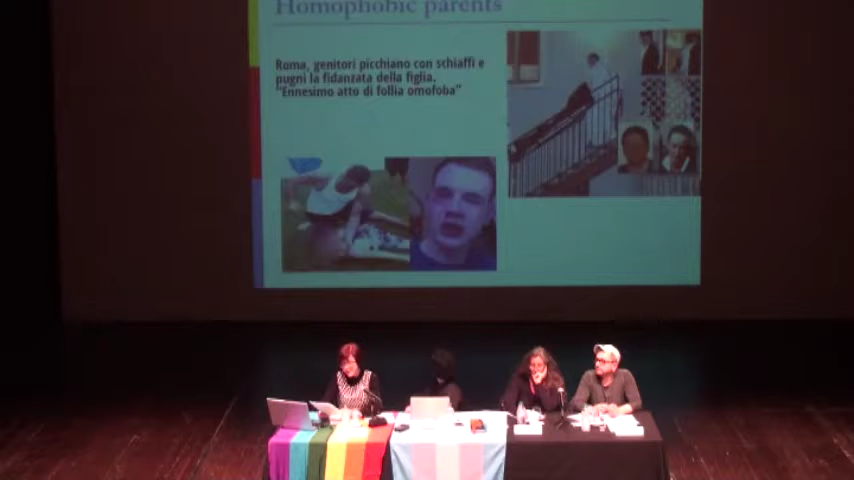 Homophobic parents
Roma, genitori picchiano con schiaffi e
pugni la fidanzata della figlia.
"Ennesimo atto di follia omofoba"